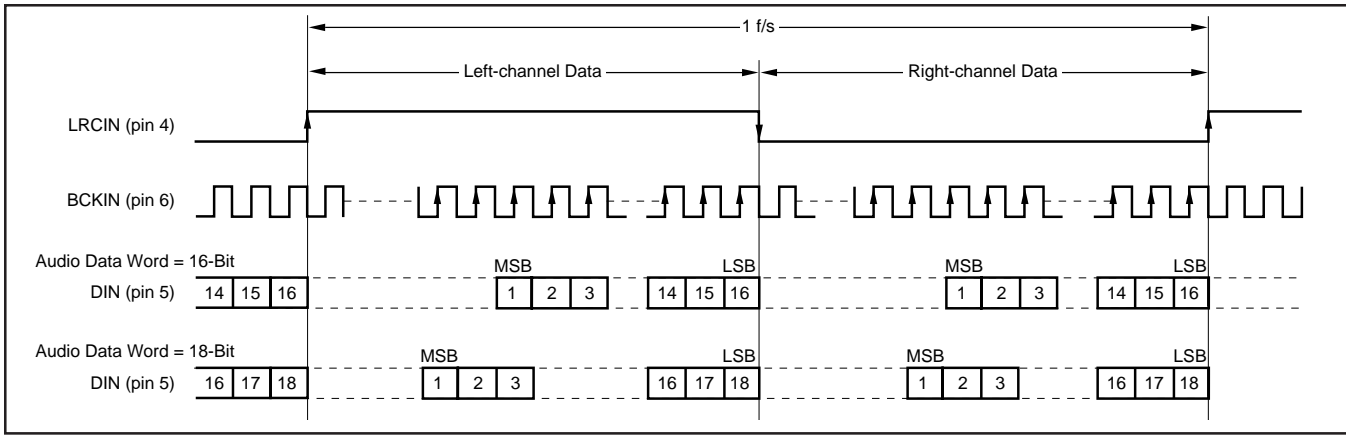 1 f/s
Left-channel Data
Right-channel Data
LRCIN (pin 4)
BCKIN (pin 6)
Audio Data Word = 16-Bit
MSB LSB MSB LSB
DIN (pin 5) 14 15 16 1 2 3 14 15 16 1 2 3 14 15 16
Audio Data Word = 18-Bit
MSB LSB MSB LSB
DIN (pin 5) 16 17 18 1 2 3 16 17 18 1 2 3 16 17 18